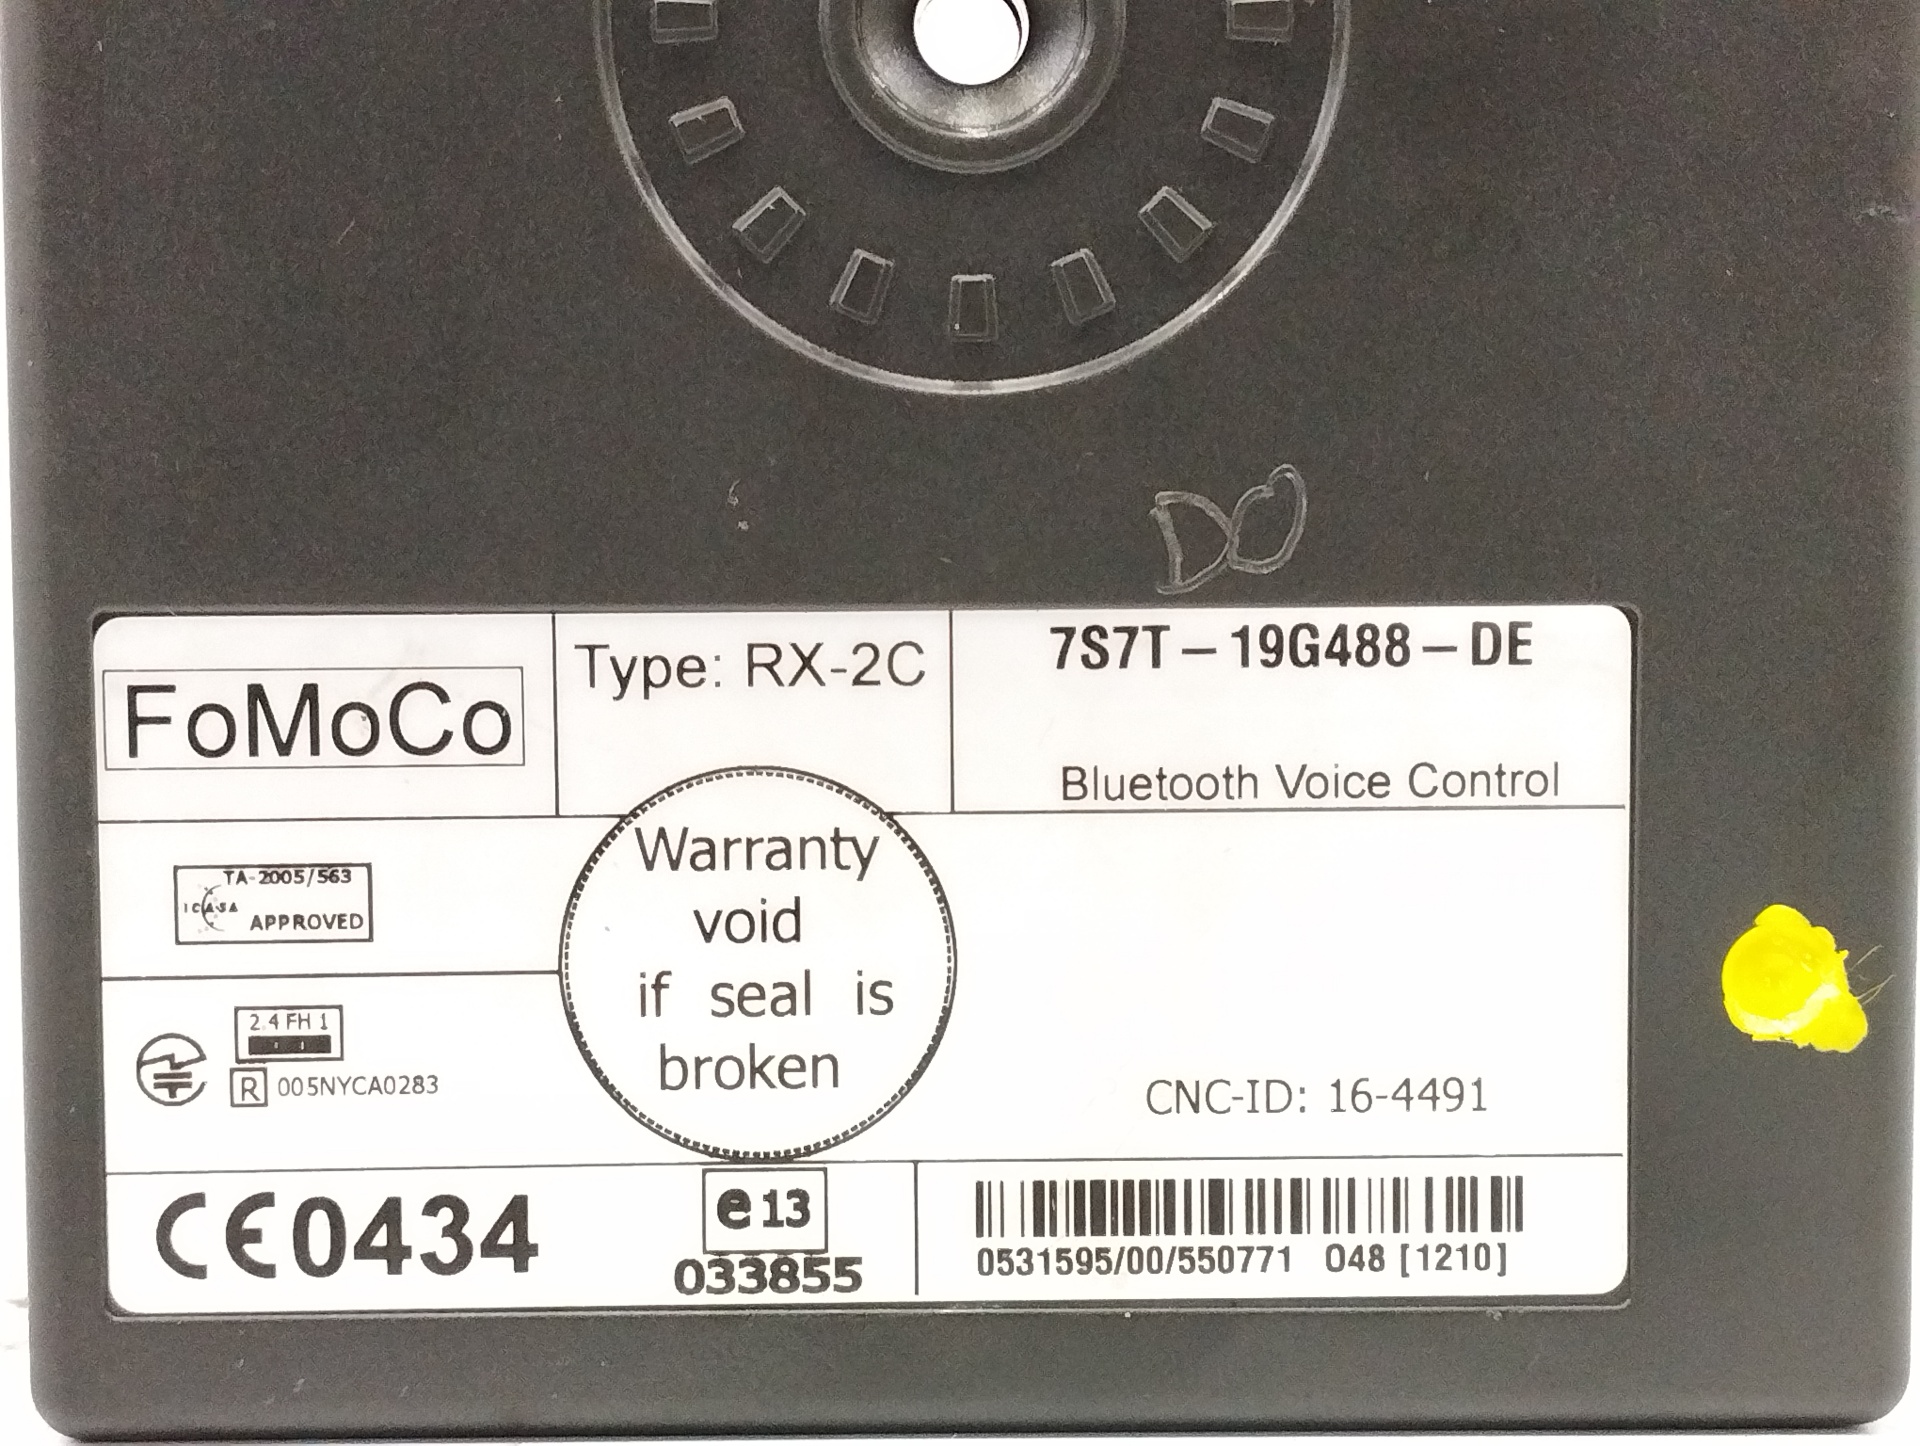 DO
FoMoCo
Type: RX-2C
7S7T-19G488-DE
Bluetooth Voice Control
TA-2005/563
ICASA
APPROVED
Warranty
void
if seal is
broken
2.4 FH 1
R 005NYCA0283
CNC-ID: 16-4491
CE0434
e13
033855
0531595/00/550771 048 [1210]